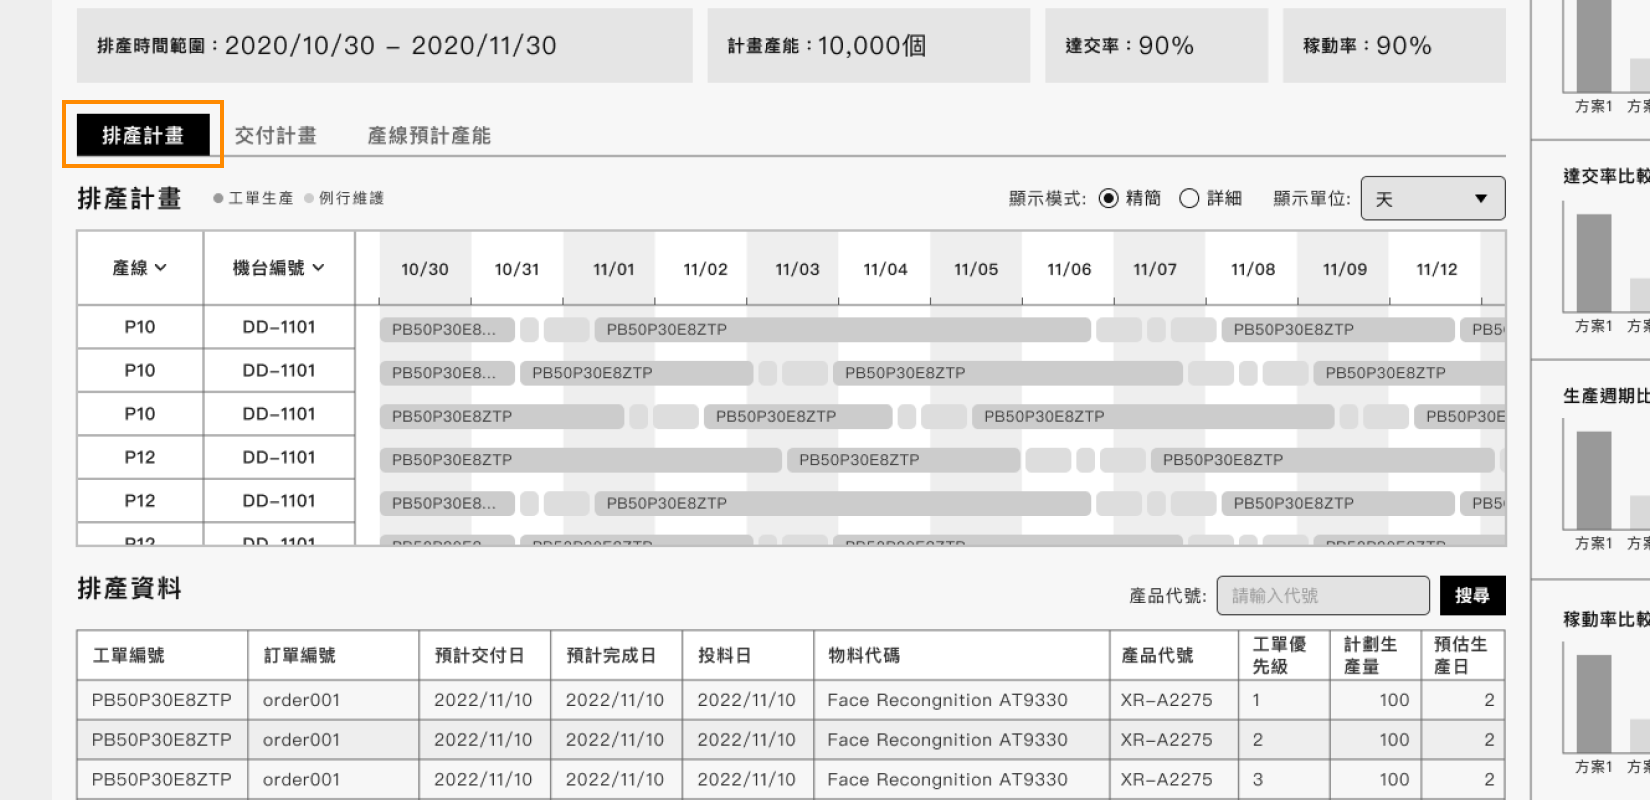 排產時間範圍：2020/10/30 – 2020/11/30 計畫產能：10,000個 達交率：90% 稼動率：90%
方案1
排產計畫 交付計畫 產線預計產能
達交率比較
排產計畫 工單生產 例行維護 顯示模式: 精簡 詳細 顯示單位: 天
產線 機台編號 10/30 10/31 11/01 11/02 11/03 11/04 11/05 11/06 11/07 11/08 11/09 11/12
P10 DD–1101 PB50P30E8... PB50P30E8ZTP PB50P30E8ZTP PB50
方案1
P10 DD–1101 PB50P30E8... PB50P30E8ZTP PB50P30E8ZTP PB50P30E8ZTP
生產週期比
P10 DD–1101 PB50P30E8ZTP PB50P30E8ZTP PB50P30E8ZTP PB50P30E
P12 DD–1101 PB50P30E8ZTP PB50P30E8ZTP PB50P30E8ZTP
P12 DD–1101 PB50P30E8... PB50P30E8ZTP PB50P30E8ZTP PB50
方案1
排產資料 產品代號: 請輸入代號 搜尋
稼動率比較
工單編號 訂單編號 預計交付日 預計完成日 投料日 物料代碼 產品代號 工單優先級 計劃生產量 預估生產日
PB50P30E8ZTP order001 2022/11/10 2022/11/10 2022/11/10 Face Recongnition AT9330 XR–A2275 1 100 2
PB50P30E8ZTP order001 2022/11/10 2022/11/10 2022/11/10 Face Recongnition AT9330 XR–A2275 2 100 2
PB50P30E8ZTP order001 2022/11/10 2022/11/10 2022/11/10 Face Recongnition AT9330 XR–A2275 3 100 2
方案1